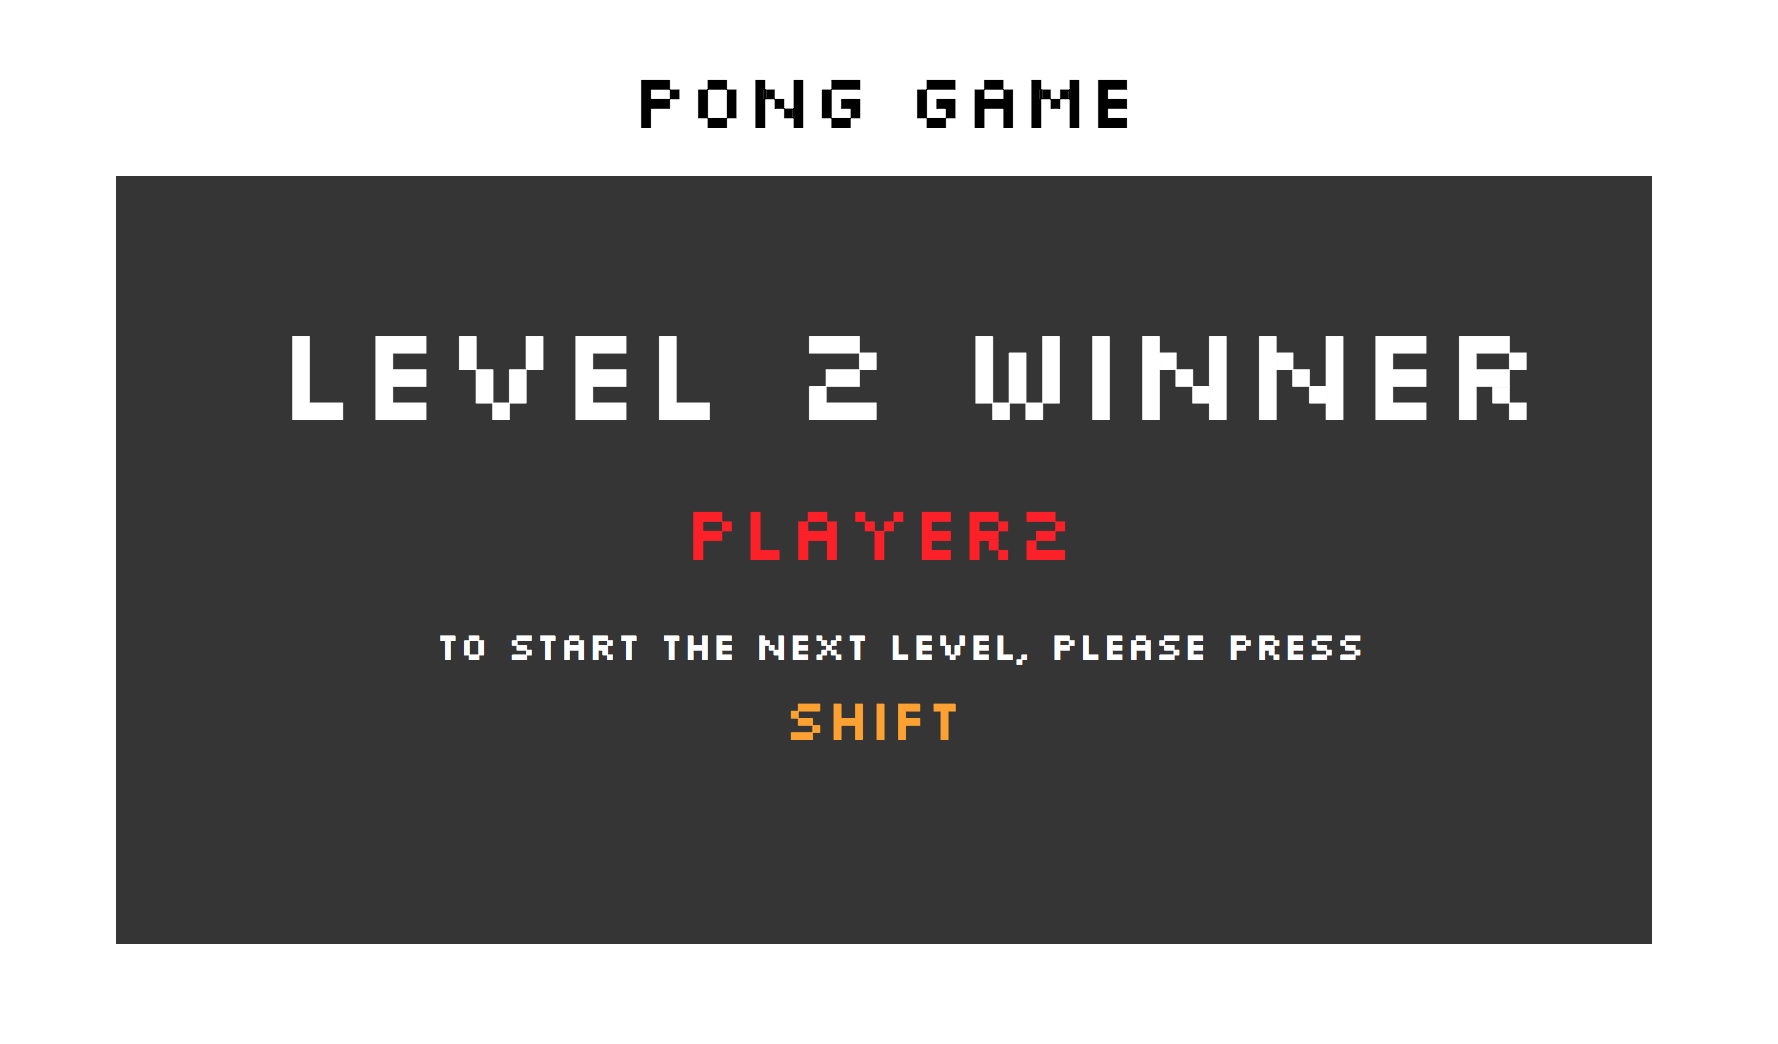 PONG GAME
LEVEL 2 WINNER
PLAYER2
TO START THE NEXT LEVEL, PLEASE PRESS
SHIFT